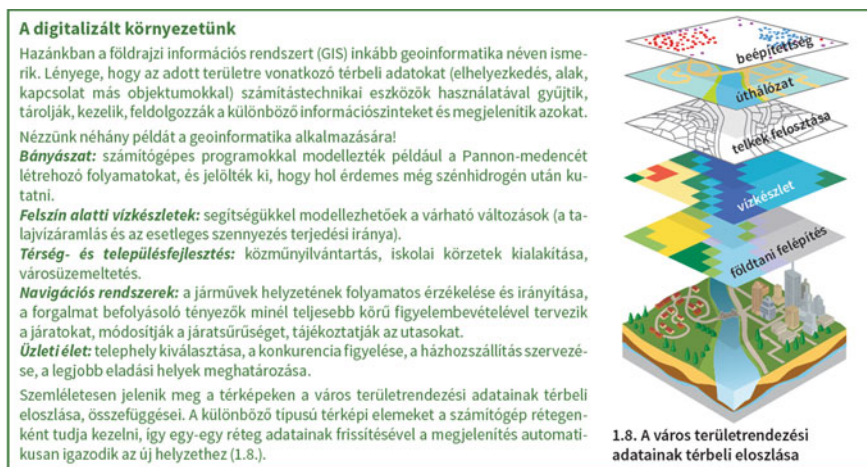 A digitalizált környezetünk
Hazánkban a földrajzi információs rendszert (GIS) inkább geoinformatika néven isme-
rik. Lényege, hogy az adott területre vonatkozó térbeli adatokat (elhelyezkedés, alak,
kapcsolat más objektumokkal) számítástechnikai eszközök használatával gyűjtik,
tárolják, kezelik, feldolgozzák a különböző információszinteket és megjelenítik azokat.
Nézzünk néhány példát a geoinformatika alkalmazására!
Bányászat: számítógépes programokkal modellezték például a Pannon-medencét
létrehozó folyamatokat, és jelölték ki, hogy hol érdemes még szénhidrogén után ku-
tatni.
Felszín alatti vízkészletek: segítségükkel modellezhetőek a várható változások (a ta-
lajvízáramlás és az esetleges szennyezés terjedési iránya).
Térség- és településfejlesztés: közműnyilvántartás, iskolai körzetek kialakítása,
városüzemeltetés.
Navigációs rendszerek: a járművek helyzetének folyamatos érzékelése és irányítása,
a forgalmat befolyásoló tényezők minél teljesebb körű figyelembevételével tervezik
a járatokat, módosítják a járatsűrűséget, tájékoztatják az utasokat.
Üzleti élet: telephely kiválasztása, a konkurencia figyelése, a házhozszállítás szervezé-
se, a legjobb eladási helyek meghatározása.
Szemléletesen jelenik meg a térképeken a város területrendezési adatainak térbeli
eloszlása, összefüggései. A különböző típusú térképi elemeket a számítógép rétegen-
ként tudja kezelni, így egy-egy réteg adatainak frissítésével a megjelenítés automati-
kusan igazodik az új helyzethez (1.8.).
beépítettség
úthálózat
telkek felosztása
vízkészlet
földtani felépítés
1.8. A város területrendezési
adatainak térbeli eloszlása